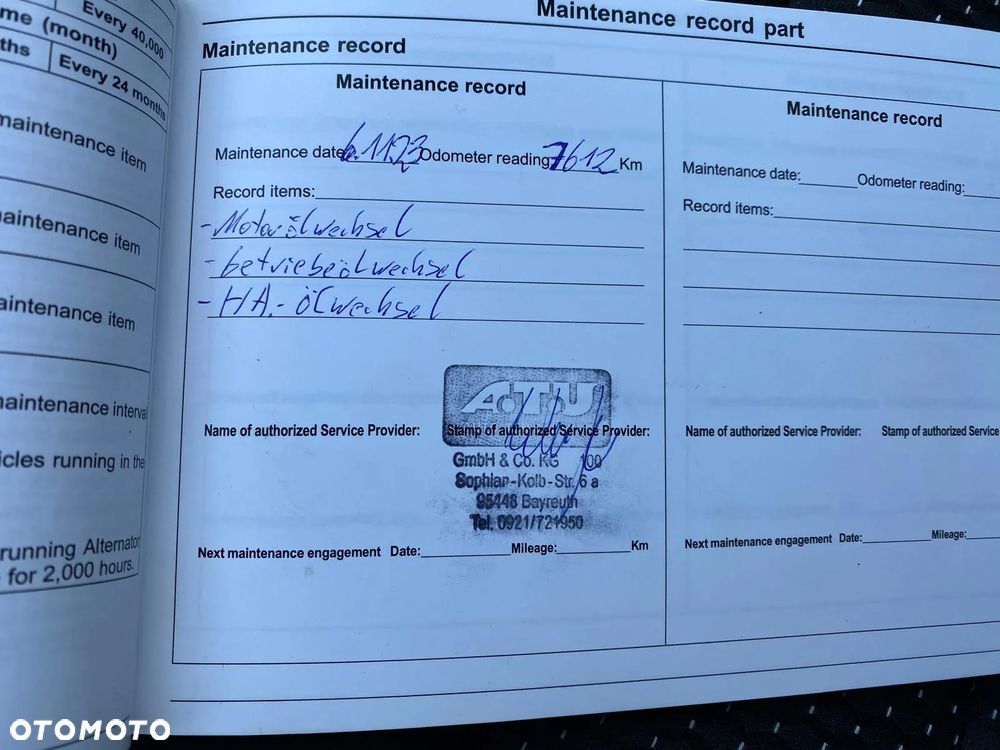 Every 40,000
me (month)
ths
Every 24 months
maintenance item
maintenance item
aintenance item
maintenance interval
icles running in the
running Alternator
for 2,000 hours.
Maintenance record part
Maintenance record
Maintenance record
Maintenance date 6.11.23 Odometer reading: 7612 Km
Record items:
- Motorölwechsel
- Getriebeölwechsel
- HA.-Ölwechsel
A.T.U
Name of authorized Service Provider: Stamp of authorized Service Provider:
GmbH & Co. KG 100
Sophian-Kolb-Str. 6 a
95448 Bayreuth
Tel. 0921/721950
Next maintenance engagement Date: Mileage: Km
Maintenance record
Maintenance date: Odometer reading:
Record items:
Name of authorized Service Provider: Stamp of authorized Service
Next maintenance engagement Date: Mileage:
OTOMOTO